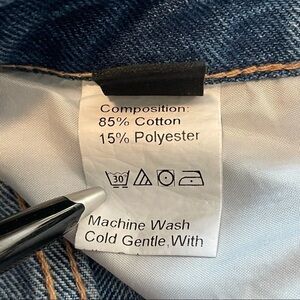 Composition:
85% Cotton
15% Polyester
30
Machine Wash
Cold Gentle With